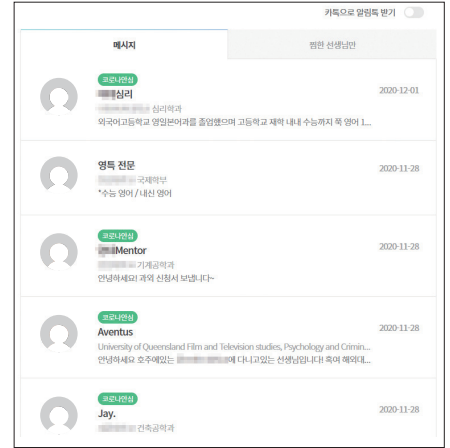 카톡으로 알림톡 받기
메시지
찜한 선생님만
코로나안심
심리
2020-12-01
심리학과
외국어고등학교 영일본어과를 졸업했으며 고등학교 재학 내내 수능까지 쭉 영어 1...
영특 전문
2020-11-28
국제학부
*수능 영어 / 내신 영어
코로나안심
Mentor
2020-11-28
기계공학과
안녕하세요! 과외 신청서 보냅니다~
코로나안심
Aventus
2020-11-28
University of Queensland Film and Television studies, Psychology and Crimin...
안녕하세요 호주에있는 에 다니고있는 선생님입니다! 혹여 해외대...
코로나안심
Jay.
2020-11-28
건축공학과